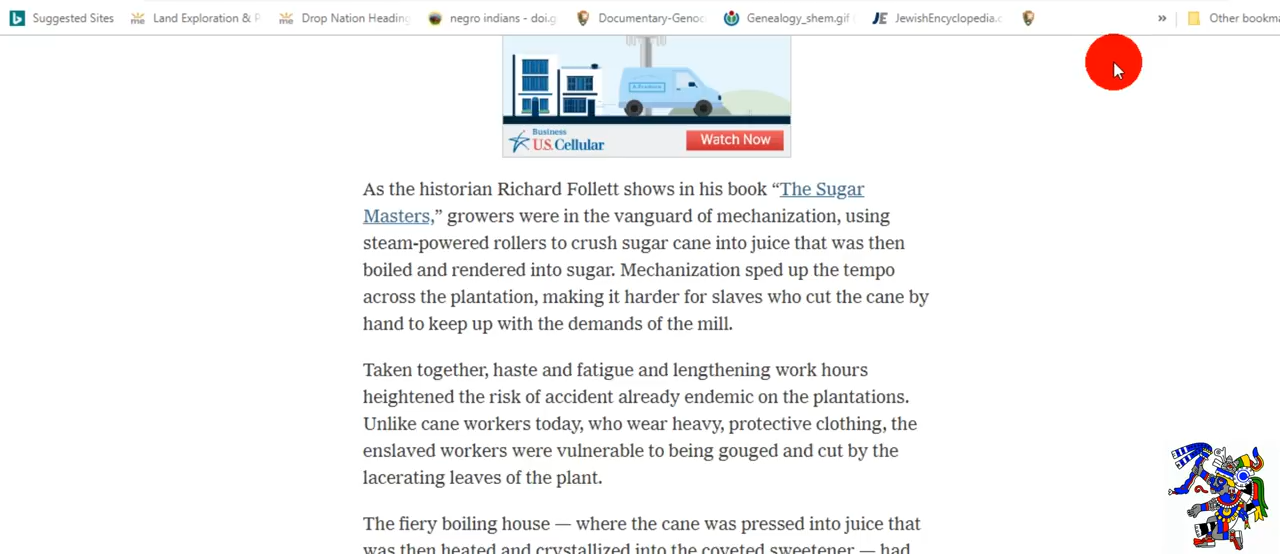 Suggested Sites Land Exploration & P Drop Nation Heading negro indians - doi.g Documentary-Genoc Genealogy_shem.gif ( JewishEncyclopedia.c » Other bookma
A Products
Business
U.S. Cellular
Watch Now
As the historian Richard Follett shows in his book “The Sugar
Masters,” growers were in the vanguard of mechanization, using
steam-powered rollers to crush sugar cane into juice that was then
boiled and rendered into sugar. Mechanization sped up the tempo
across the plantation, making it harder for slaves who cut the cane by
hand to keep up with the demands of the mill.
Taken together, haste and fatigue and lengthening work hours
heightened the risk of accident already endemic on the plantations.
Unlike cane workers today, who wear heavy, protective clothing, the
enslaved workers were vulnerable to being gouged and cut by the
lacerating leaves of the plant.
The fiery boiling house — where the cane was pressed into juice that
was then heated and crystallized into the coveted sweetener — had